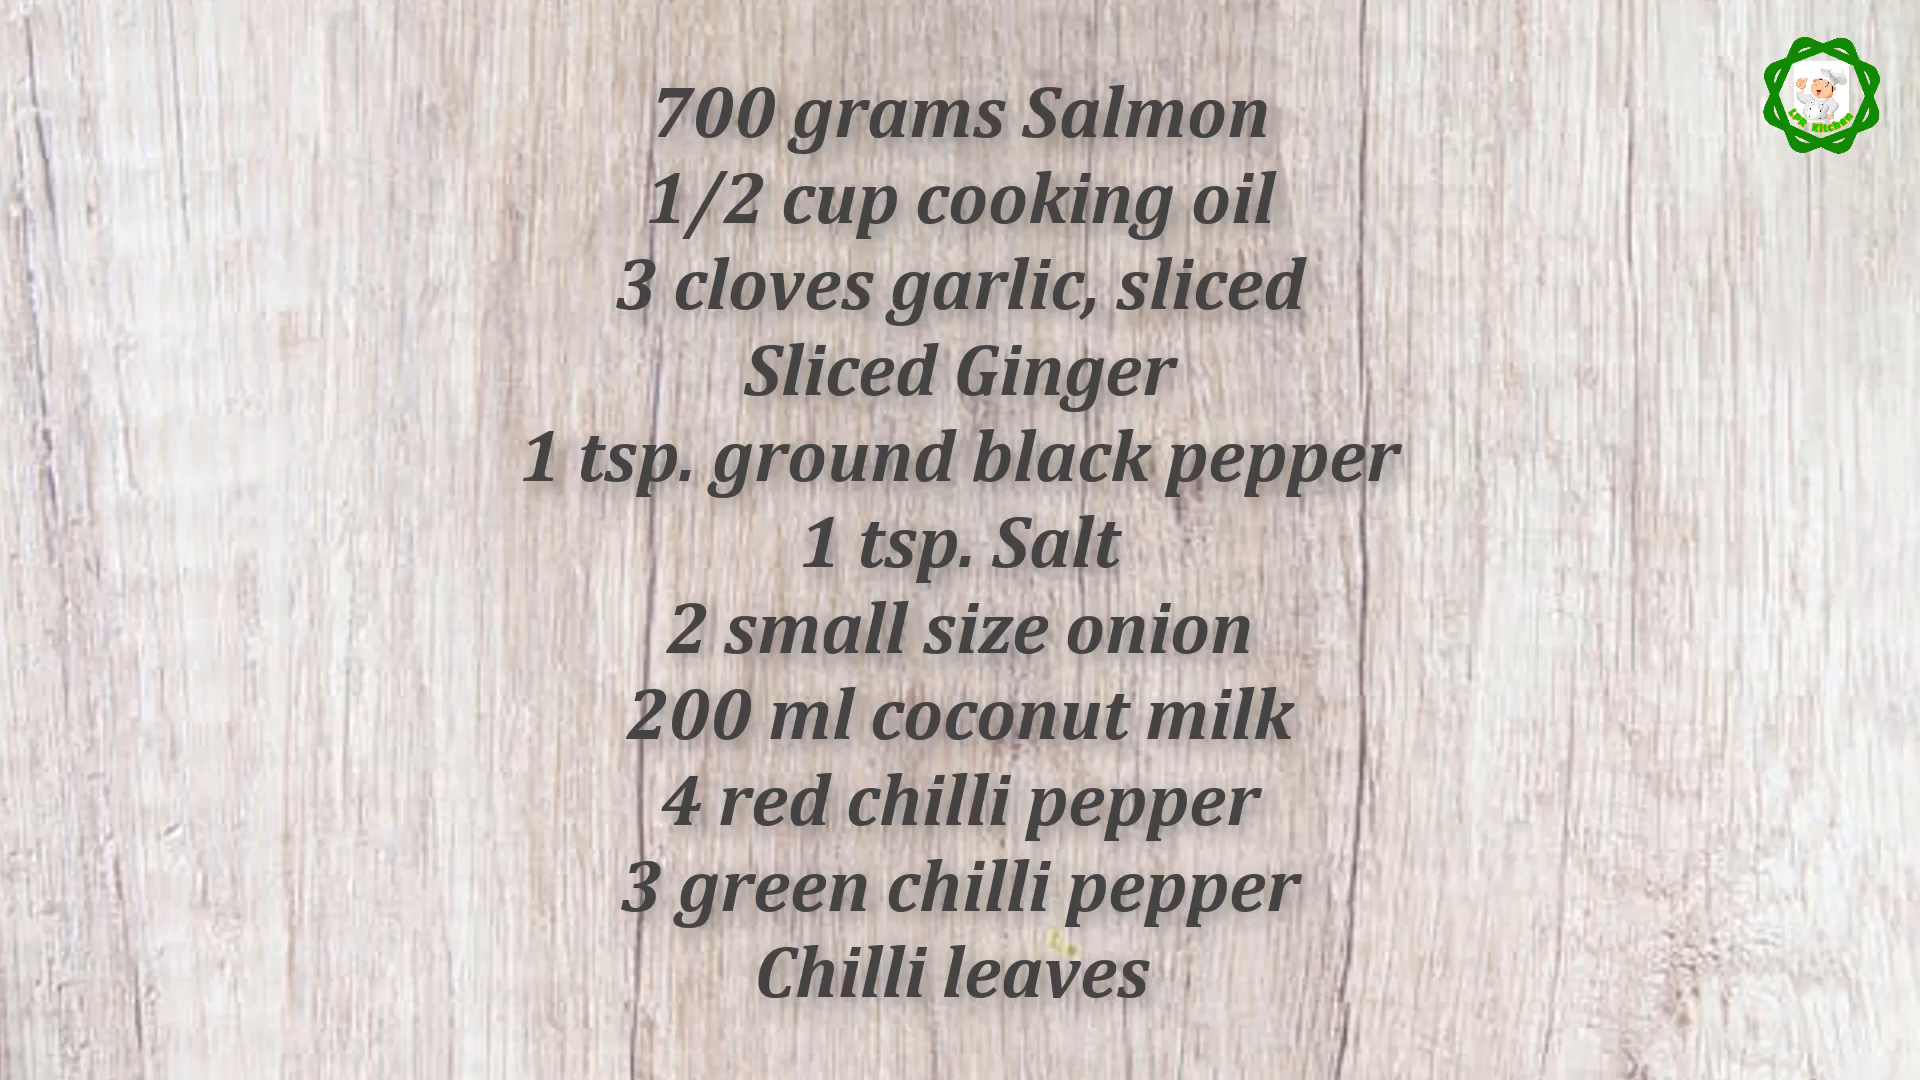 700 grams Salmon
1/2 cup cooking oil
3 cloves garlic, sliced
Sliced Ginger
1 tsp. ground black pepper
1 tsp. Salt
2 small size onion
200 ml coconut milk
4 red chilli pepper
3 green chilli pepper
Chilli leaves
Kitchen